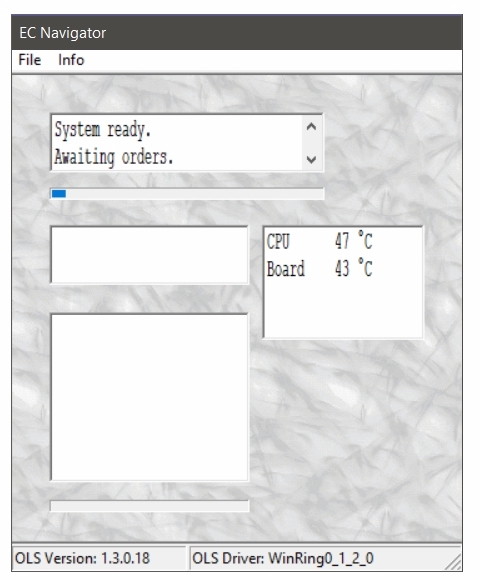 EC Navigator
File Info
System ready.
Awaiting orders.
CPU 47 °C
Board 43 °C
OLS Version: 1.3.0.18 OLS Driver: WinRing0_1_2_0